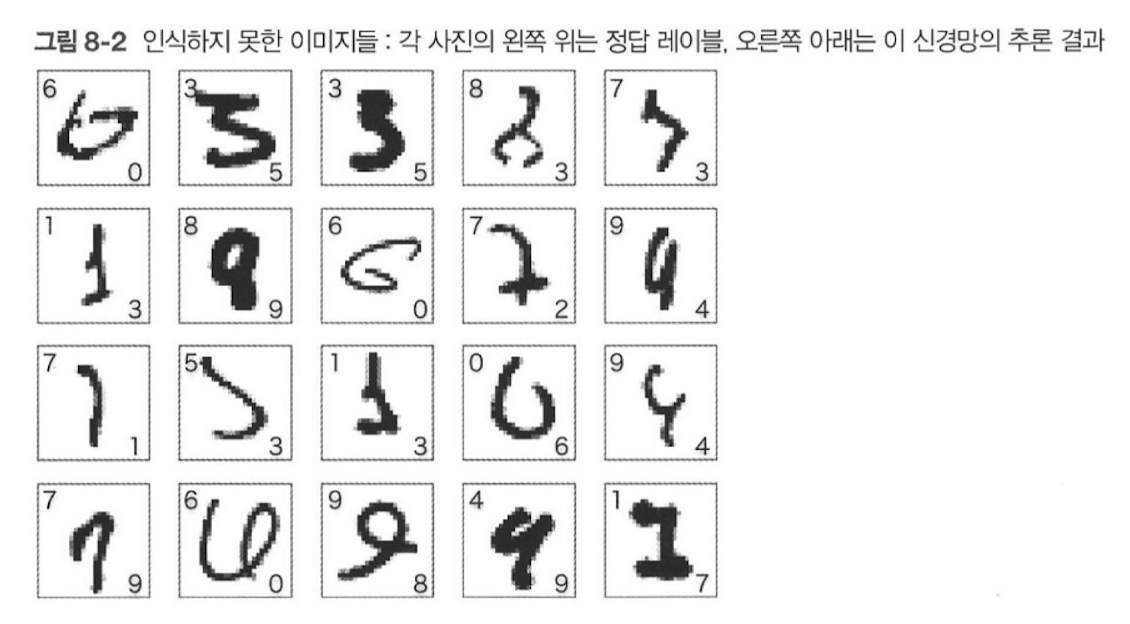 그림 8-2 인식하지 못한 이미지들 : 각 사진의 왼쪽 위는 정답 레이블, 오른쪽 아래는 이 신경망의 추론 결과
6 3 3 8 7
0 5 5 3 3
1 8 6 7 9
3 9 0 2 4
7 5 1 0 9
1 3 3 6 4
7 6 9 4 1
9 0 8 9 7